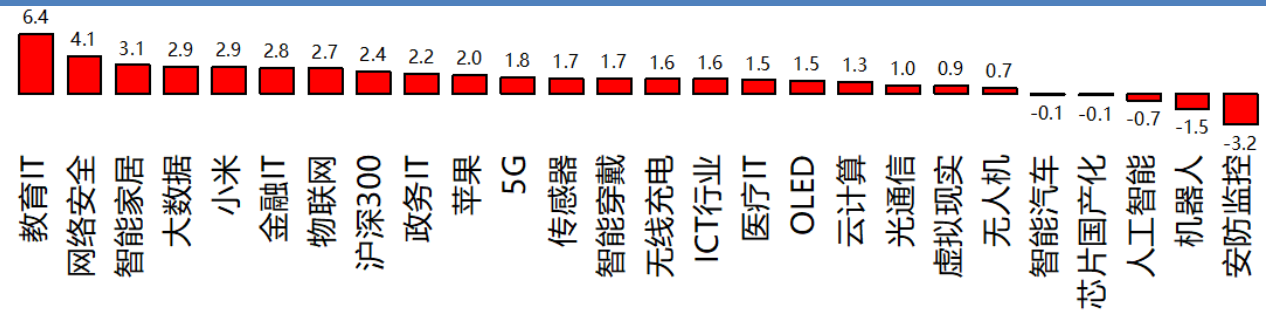 6.4
4.1
3.1
2.9
2.9
2.8
2.7
2.4
2.2
2.0
1.8
1.7
1.7
1.6
1.6
1.5
1.5
1.3
1.0
0.9
0.7
-0.1
-0.1
-0.7
-1.5
-3.2
教育IT
网络安全
智能家居
大数据
小米
金融IT
物联网
沪深300
政务IT
苹果
5G
传感器
智能穿戴
无线充电
ICT行业
医疗IT
OLED
云计算
光通信
虚拟现实
无人机
智能汽车
芯片国产化
人工智能
机器人
安防监控